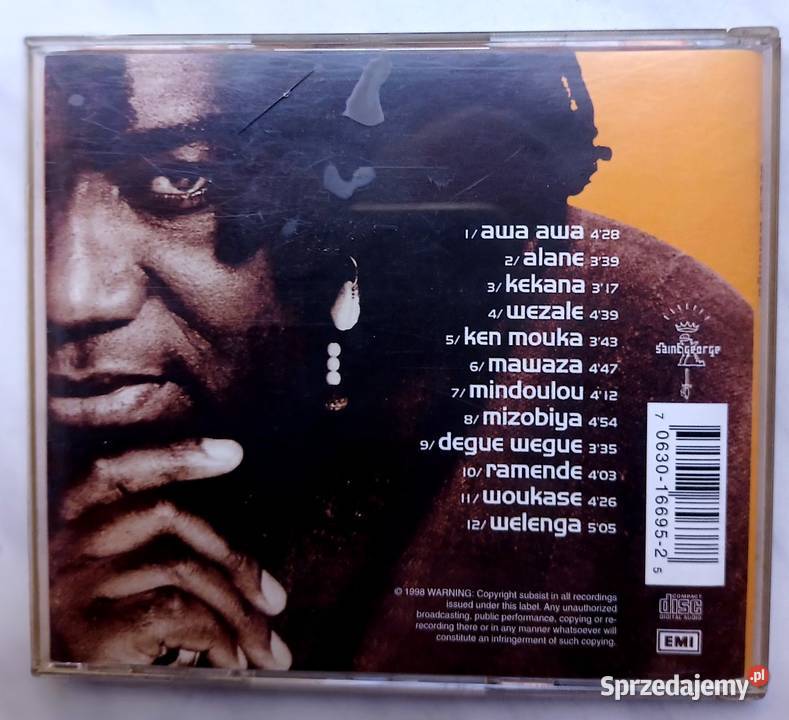 1/ awa awa 4'28
2/ alane 3'39
3/ kekana 3'17
4/ wezale 4'39
5/ ken mouka 3'43
6/ mawaza 4'47
7/ mindoulou 4'12
8/ mizobiya 4'54
9/ degue wegue 3'35
10/ ramende 4'03
11/ woukase 4'26
12/ welenga 5'05
saint george
7 0630-16695-2 5
© 1998 WARNING: Copyright subsist in all recordings
issued under this label. Any unauthorized
broadcasting, public performance, copying or re-
recording there or in any manner whatsoever will
constitute an infringement of such copying.
COMPACT
disc
DIGITAL AUDIO
EMI
Sprzedajemy.pl